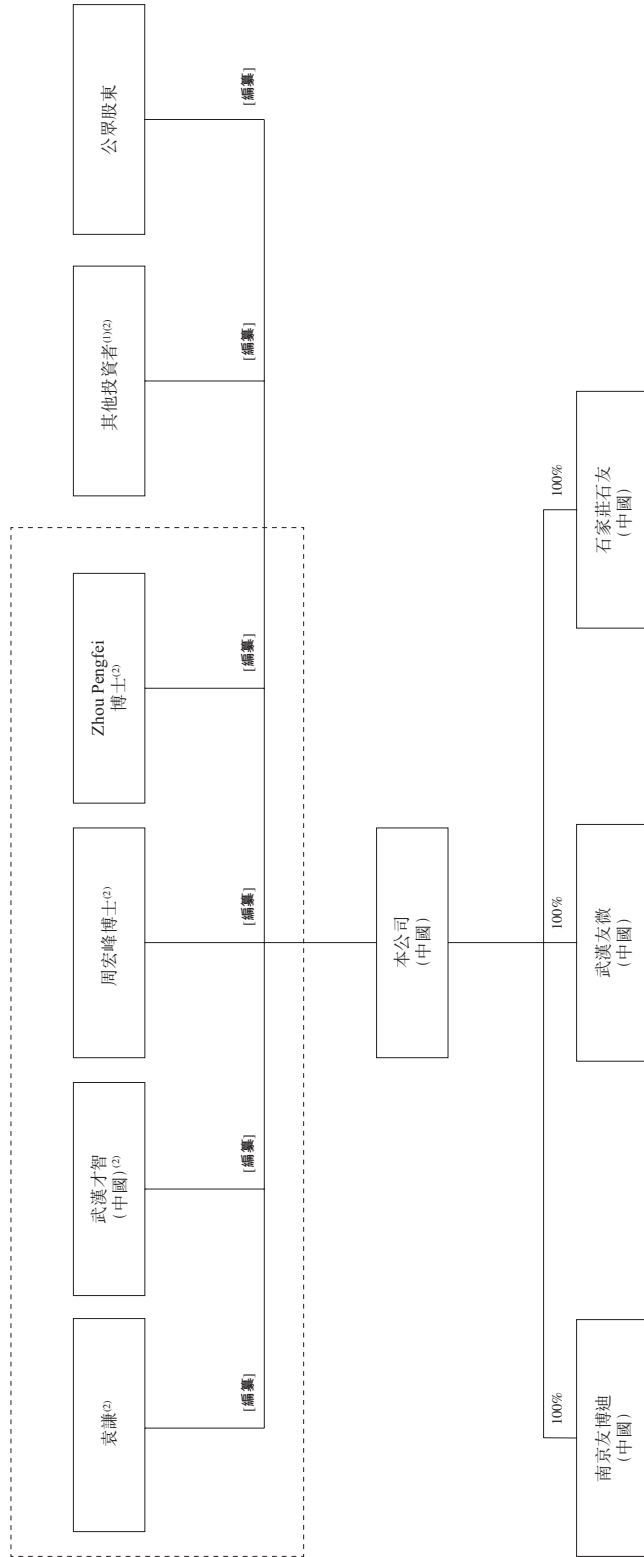 袁謙(2)
武漢才智
(中國)(2)
周宏峰博士(2)
Zhou Pengfei
博士(2)
其他投資者(1)(2)
公眾股東
[編纂]
[編纂]
[編纂]
[編纂]
[編纂]
[編纂]
本公司
(中國)
100%
100%
100%
南京友博迪
(中國)
武漢友微
(中國)
石家莊石友
(中國)